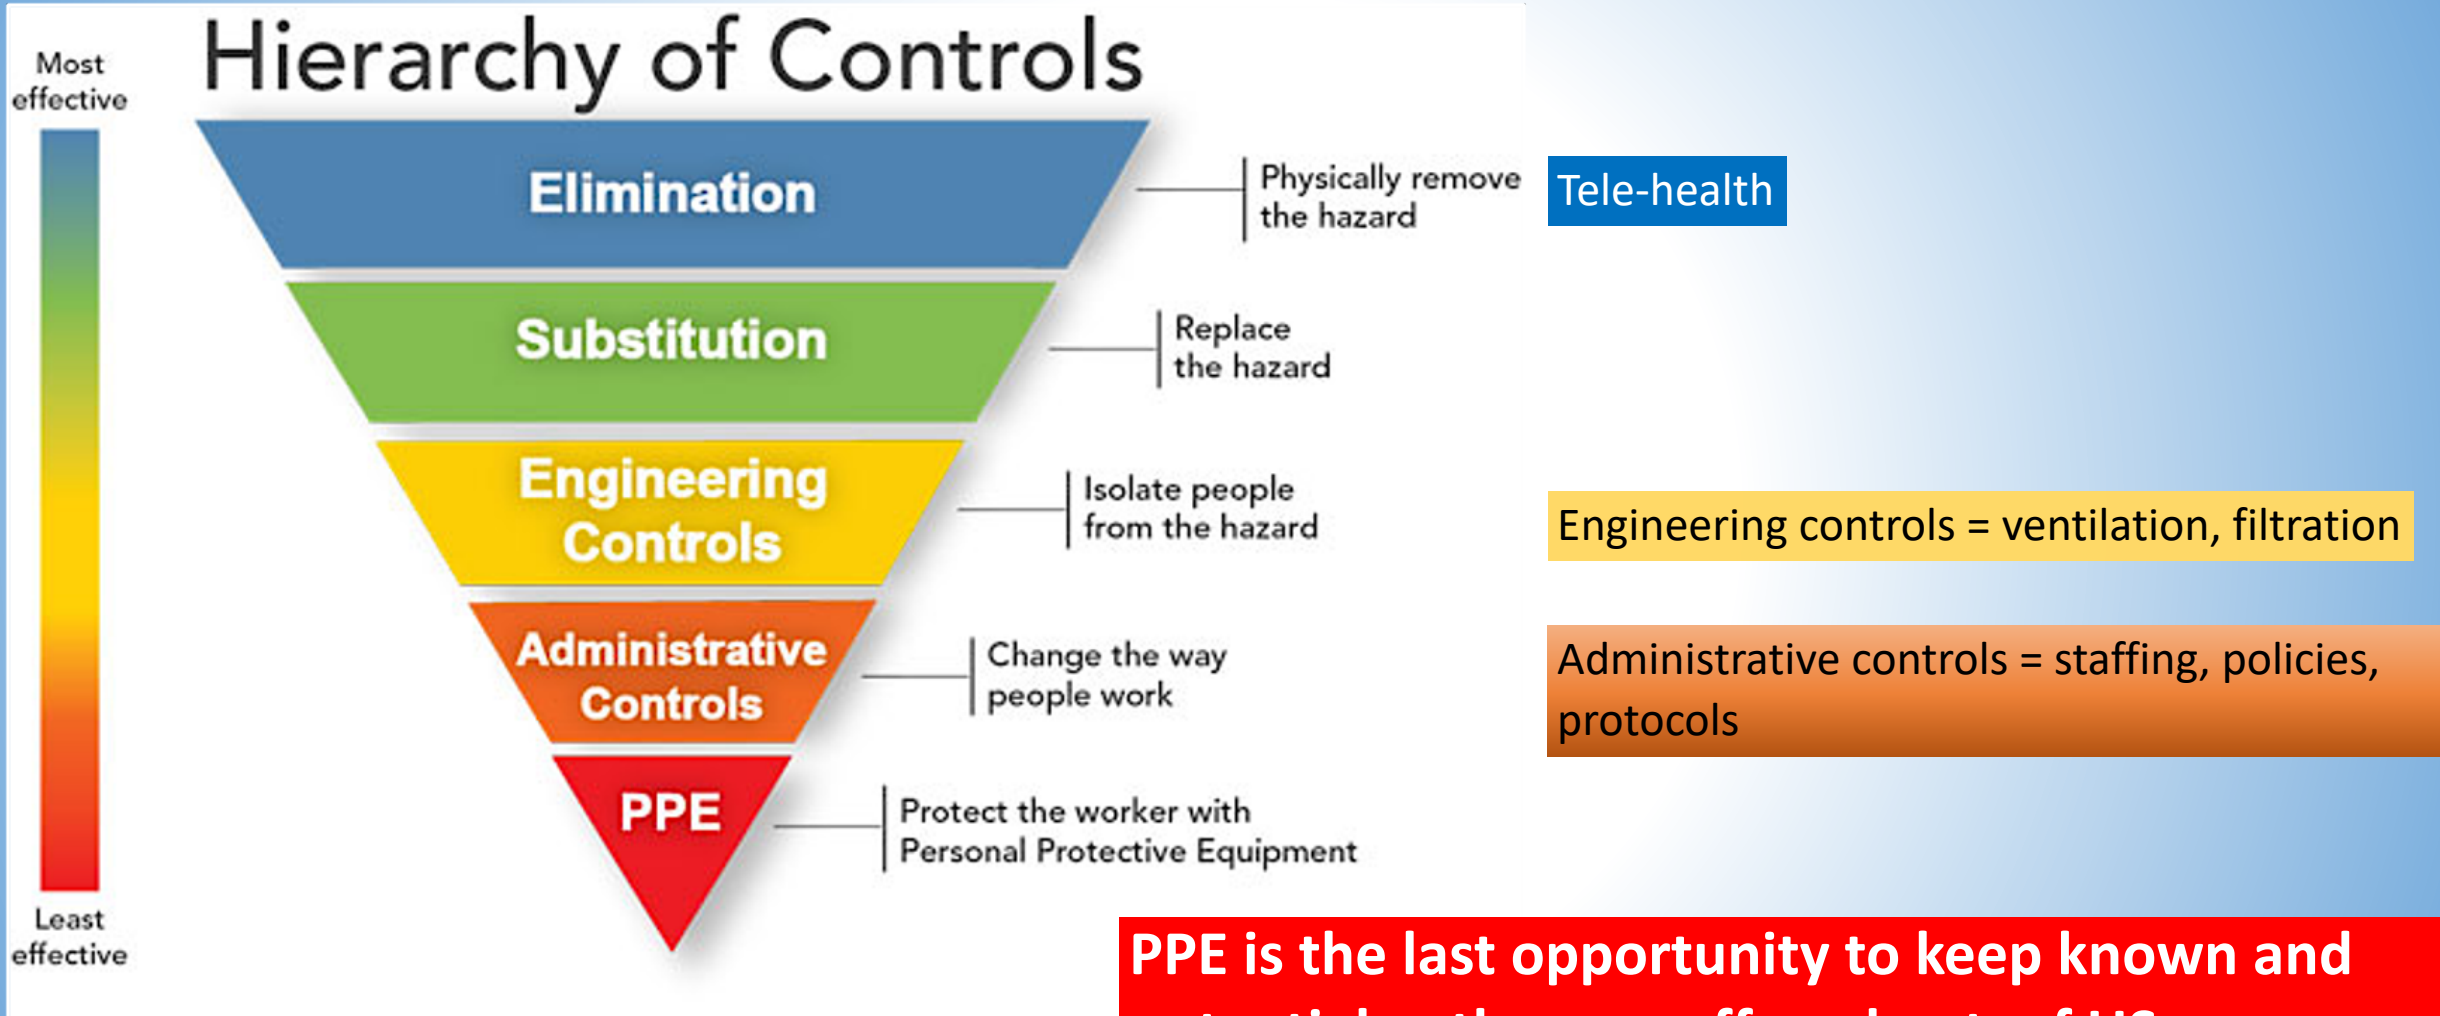 Hierarchy of Controls
Most
effective
Elimination
Physically remove
the hazard
Tele-health
Substitution
Replace
the hazard
Engineering
Controls
Isolate people
from the hazard
Engineering controls = ventilation, filtration
Administrative
Controls
Change the way
people work
Administrative controls = staffing, policies,
protocols
PPE
Protect the worker with
Personal Protective Equipment
Least
effective
PPE is the last opportunity to keep known and